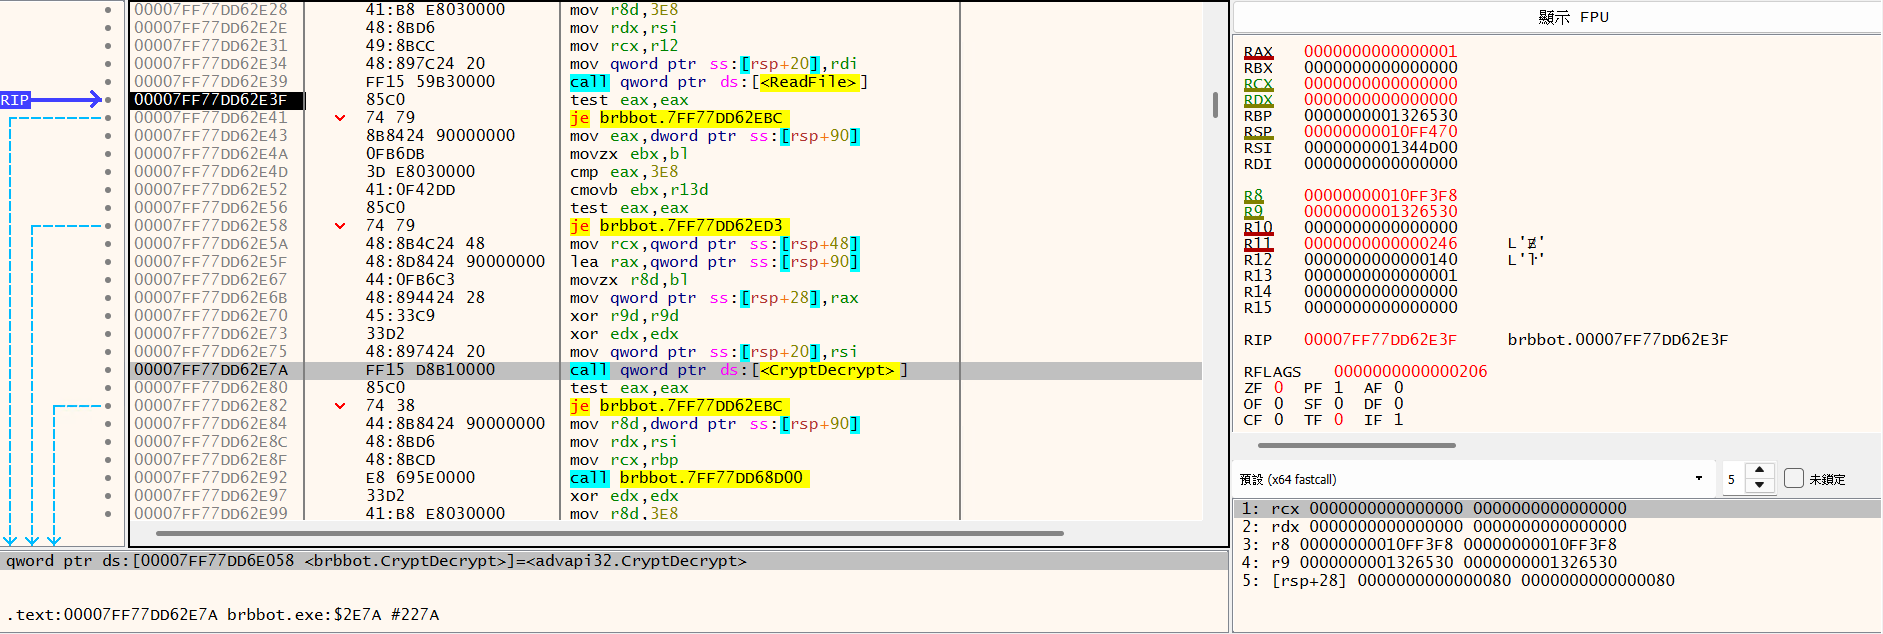 00007FF77DD62E28 41:B8 E8030000 mov r8d,3E8
00007FF77DD62E2E 48:8BD6 mov rdx,rsi
00007FF77DD62E31 49:8BCC mov rcx,r12
00007FF77DD62E34 48:897C24 20 mov qword ptr ss:[rsp+20],rdi
00007FF77DD62E39 FF15 59B30000 call qword ptr ds:[<ReadFile>]
RIP 00007FF77DD62E3F 85C0 test eax,eax
00007FF77DD62E41 74 79 je brbbot.7FF77DD62EBC
00007FF77DD62E43 8B8424 90000000 mov eax,dword ptr ss:[rsp+90]
00007FF77DD62E4A 0FB6DB movzx ebx,bl
00007FF77DD62E4D 3D E8030000 cmp eax,3E8
00007FF77DD62E52 41:0F42DD cmovb ebx,r13d
00007FF77DD62E56 85C0 test eax,eax
00007FF77DD62E58 74 79 je brbbot.7FF77DD62ED3
00007FF77DD62E5A 48:8B4C24 48 mov rcx,qword ptr ss:[rsp+48]
00007FF77DD62E5F 48:8D8424 90000000 lea rax,qword ptr ss:[rsp+90]
00007FF77DD62E67 44:0FB6C3 movzx r8d,bl
00007FF77DD62E6B 48:894424 28 mov qword ptr ss:[rsp+28],rax
00007FF77DD62E70 45:33C9 xor r9d,r9d
00007FF77DD62E73 33D2 xor edx,edx
00007FF77DD62E75 48:897424 20 mov qword ptr ss:[rsp+20],rsi
00007FF77DD62E7A FF15 D8B10000 call qword ptr ds:[<CryptDecrypt>]
00007FF77DD62E80 85C0 test eax,eax
00007FF77DD62E82 74 38 je brbbot.7FF77DD62EBC
00007FF77DD62E84 44:8B8424 90000000 mov r8d,dword ptr ss:[rsp+90]
00007FF77DD62E8C 48:8BD6 mov rdx,rsi
00007FF77DD62E8F 48:8BCD mov rcx,rbp
00007FF77DD62E92 E8 695E0000 call brbbot.7FF77DD68D00
00007FF77DD62E97 33D2 xor edx,edx
00007FF77DD62E99 41:B8 E8030000 mov r8d,3E8
qword ptr ds:[00007FF77DD6E058 <brbbot.CryptDecrypt>]=<advapi32.CryptDecrypt>
.text:00007FF77DD62E7A brbbot.exe:$2E7A #227A
顯示 FPU
RAX 0000000000000001
RBX 0000000000000000
RCX 0000000000000000
RDX 0000000000000000
RBP 0000000001326530
RSP 00000000010FF470
RSI 0000000001344D00
RDI 0000000000000000
R8 00000000010FF3F8
R9 0000000001326530
R10 0000000000000000
R11 0000000000000246
R12 0000000000000140
R13 0000000000000001
R14 0000000000000000
R15 0000000000000000
RIP 00007FF77DD62E3F brbbot.00007FF77DD62E3F
RFLAGS 0000000000000206
ZF 0 PF 1 AF 0
OF 0 SF 0 DF 0
CF 0 TF 0 IF 1
預設 (x64 fastcall) 5 未鎖定
1: rcx 0000000000000000 0000000000000000
2: rdx 0000000000000000 0000000000000000
3: r8 00000000010FF3F8 00000000010FF3F8
4: r9 0000000001326530 0000000001326530
5: [rsp+28] 0000000000000080 0000000000000080